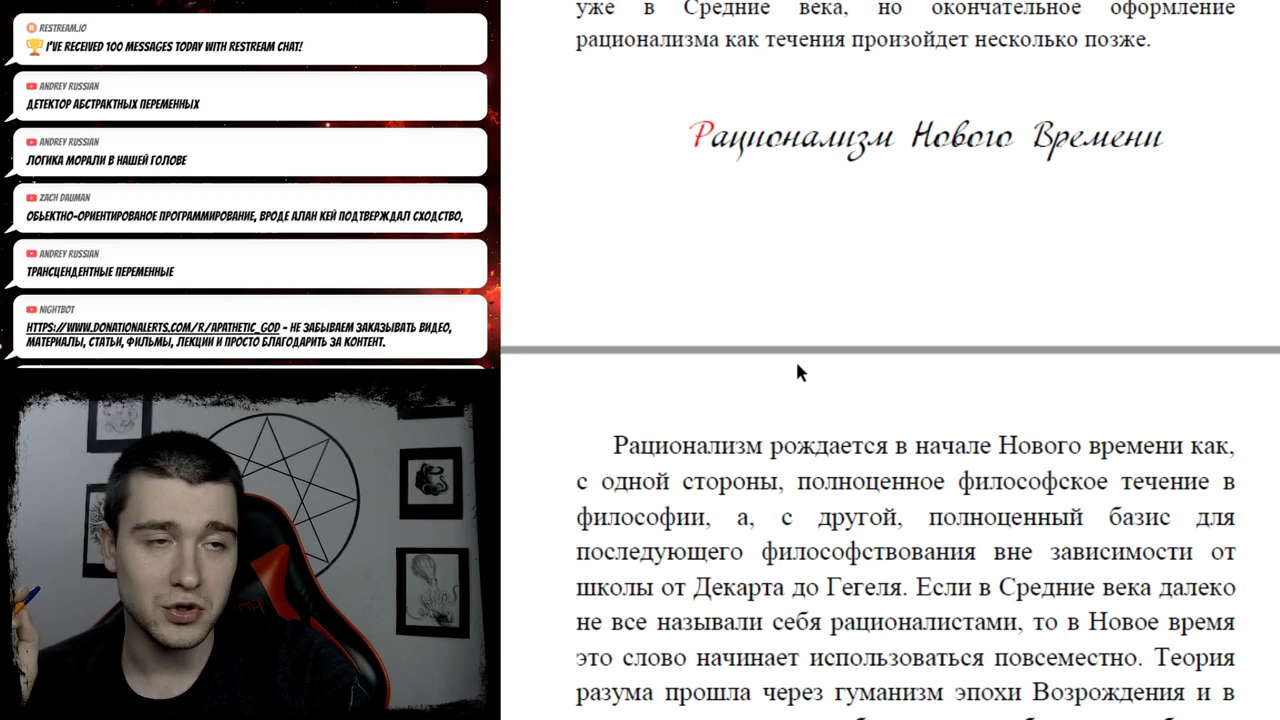 RESTREAM.IO
I'VE RECEIVED 100 MESSAGES TODAY WITH RESTREAM CHAT!
ANDREY RUSSIAN
ДЕТЕКТОР АБСТРАКТНЫХ ПЕРЕМЕННЫХ
ANDREY RUSSIAN
ЛОГИКА МОРАЛИ В НАШЕЙ ГОЛОВЕ
ZACH DAUMAN
ОБЬЕКТНО-ОРИЕНТИРОВАНОЕ ПРОГРАММИРОВАНИЕ, ВРОДЕ АЛАН КЕЙ ПОДТВЕРЖДАЛ СХОДСТВО,
ANDREY RUSSIAN
ТРАНСЦЕНДЕНТНЫЕ ПЕРЕМЕННЫЕ
NIGHTBOT
HTTPS://WWW.DONATIONALERTS.COM/R/APATHETIC_GOD - НЕ ЗАБЫВАЕМ ЗАКАЗЫВАТЬ ВИДЕО,
МАТЕРИАЛЫ, СТАТЬИ, ФИЛЬМЫ, ЛЕКЦИИ И ПРОСТО БЛАГОДАРИТЬ ЗА КОНТЕНТ.
уже в Средние века, но окончательное оформление
рационализма как течения произойдет несколько позже.
Рационализм Нового Времени
Рационализм рождается в начале Нового времени как,
с одной стороны, полноценное философское течение в
философии, а, с другой, полноценный базис для
последующего философствования вне зависимости от
школы от Декарта до Гегеля. Если в Средние века далеко
не все называли себя рационалистами, то в Новое время
это слово начинает использоваться повсеместно. Теория
разума прошла через гуманизм эпохи Возрождения и в